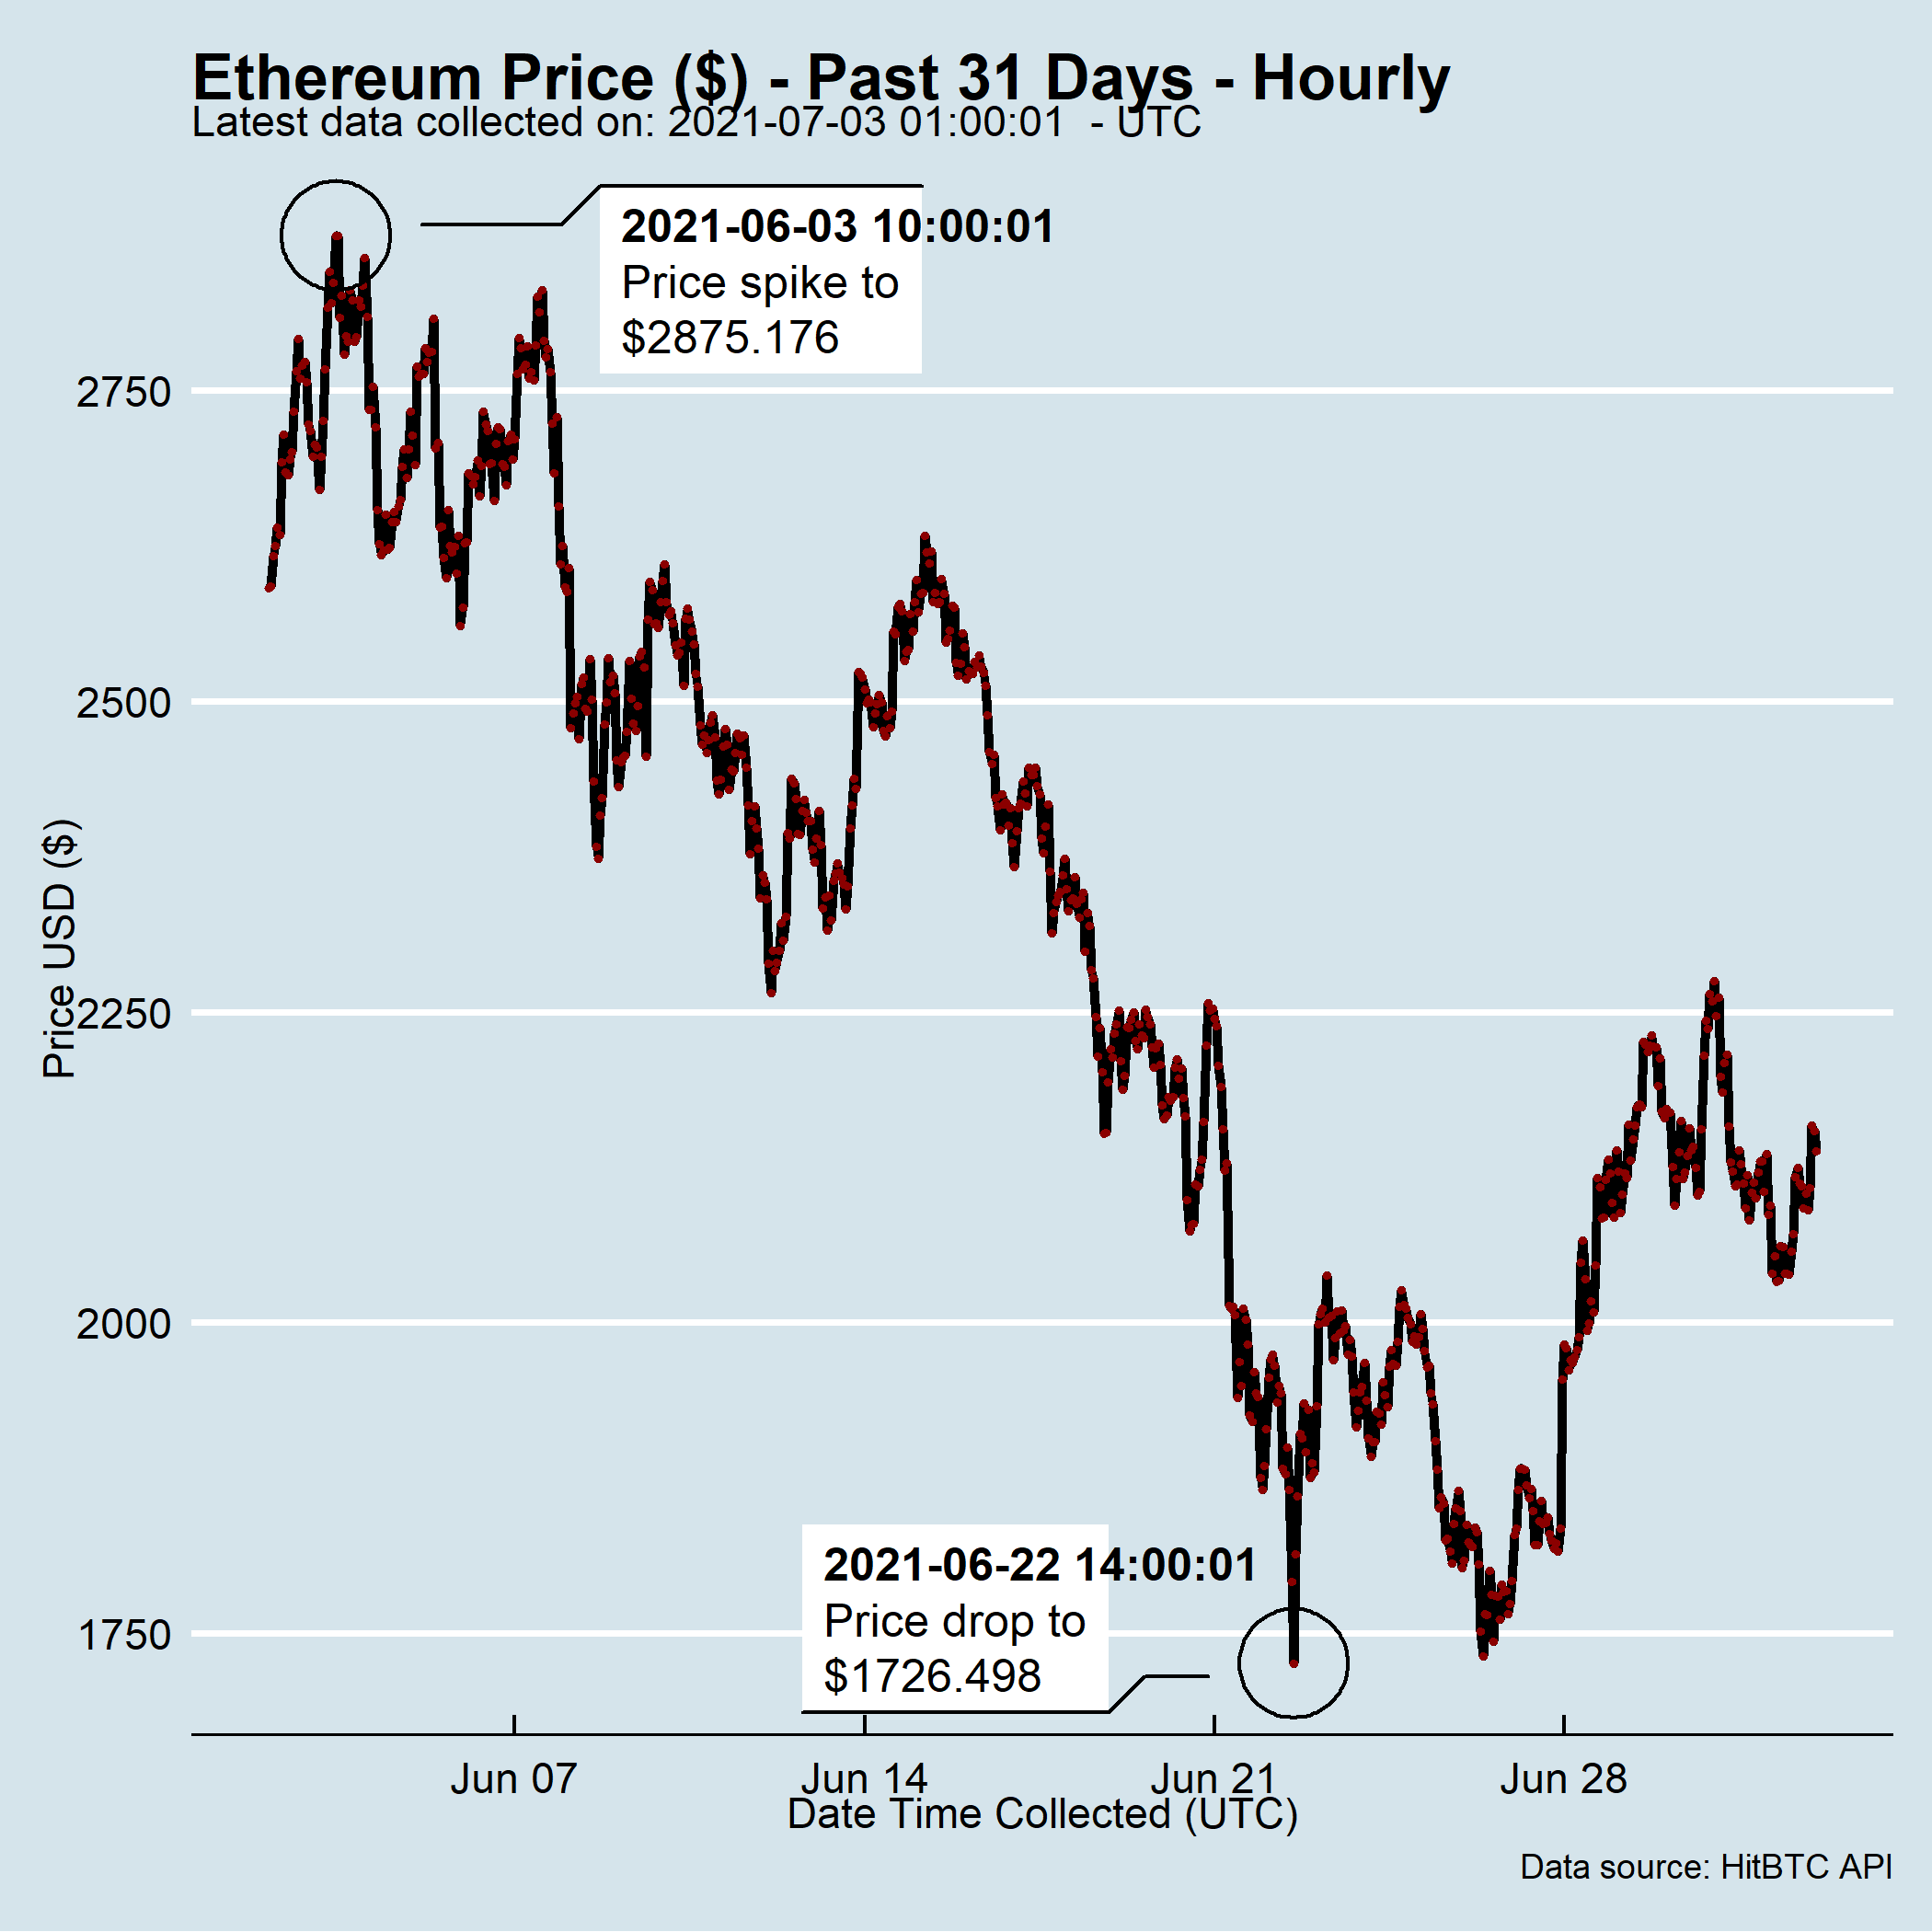 Ethereum Price ($) - Past 31 Days - Hourly
Latest data collected on: 2021-07-03 01:00:01  - UTC
2021-06-03 10:00:01
Price spike to
$2875.176
2750
2500
2250
2000
1750
Price USD ($)
2021-06-22 14:00:01
Price drop to
$1726.498
Jun 07
Jun 14
Jun 21
Jun 28
Date Time Collected (UTC)
Data source: HitBTC API